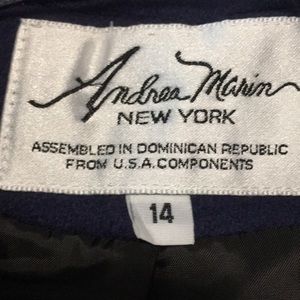 Andrea Marin
NEW YORK
ASSEMBLED IN DOMINICAN REPUBLIC
FROM U.S.A. COMPONENTS
14